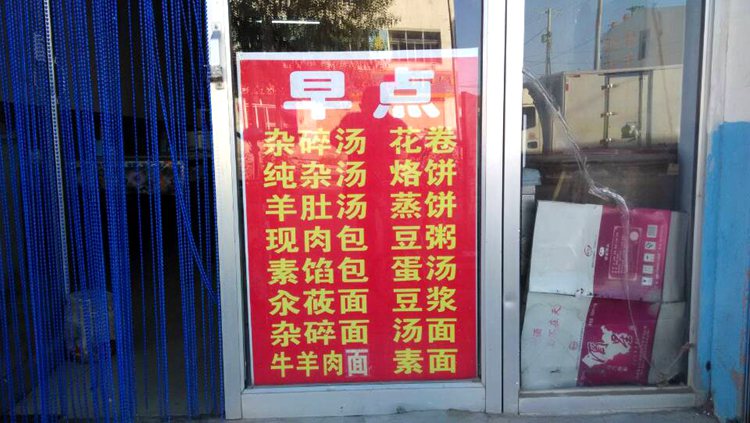 早点
杂碎汤 花卷
纯杂汤 烙饼
羊肚汤 蒸饼
现肉包 豆粥
素馅包 蛋汤
汆莜面 豆浆
杂碎面 汤面
牛羊肉面 素面